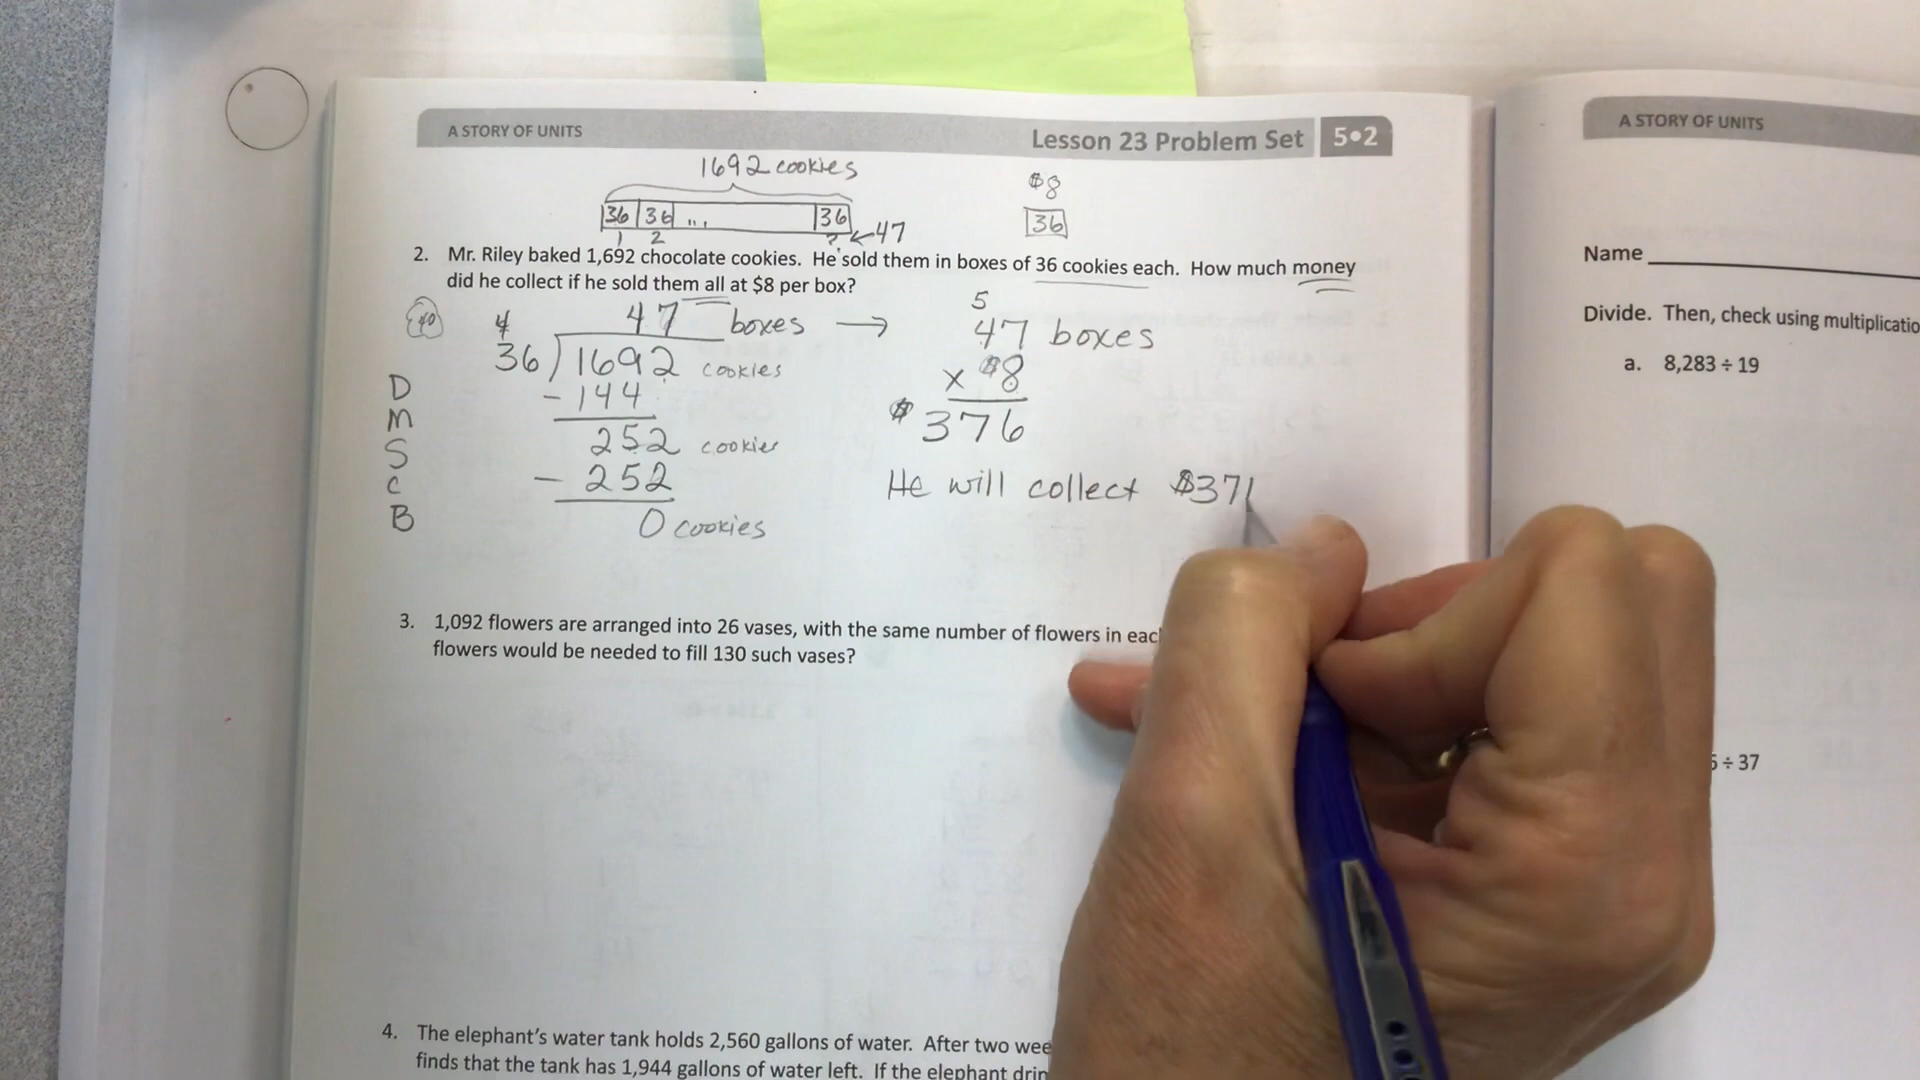 A STORY OF UNITS
Lesson 23 Problem Set 5•2
1692 cookies
$8
36 36 ... 36
36
1 2 ? ←47
2. Mr. Riley baked 1,692 chocolate cookies. He sold them in boxes of 36 cookies each. How much money
did he collect if he sold them all at $8 per box?
40
4
47 boxes →
36)1692 cookies
- 144
252 cookies
- 252
0 cookies
D
M
S
C
B
5
47 boxes
x $8
$376
He will collect $37
3. 1,092 flowers are arranged into 26 vases, with the same number of flowers in
flowers would be needed to fill 130 such vases?
4. The elephant's water tank holds 2,560 gallons of water. After two
finds that the tank has 1,944 gallons of water left. If the elephant
A STORY OF UNITS
Name
Divide. Then, check using
a. 8,283 ÷ 19
÷ 37